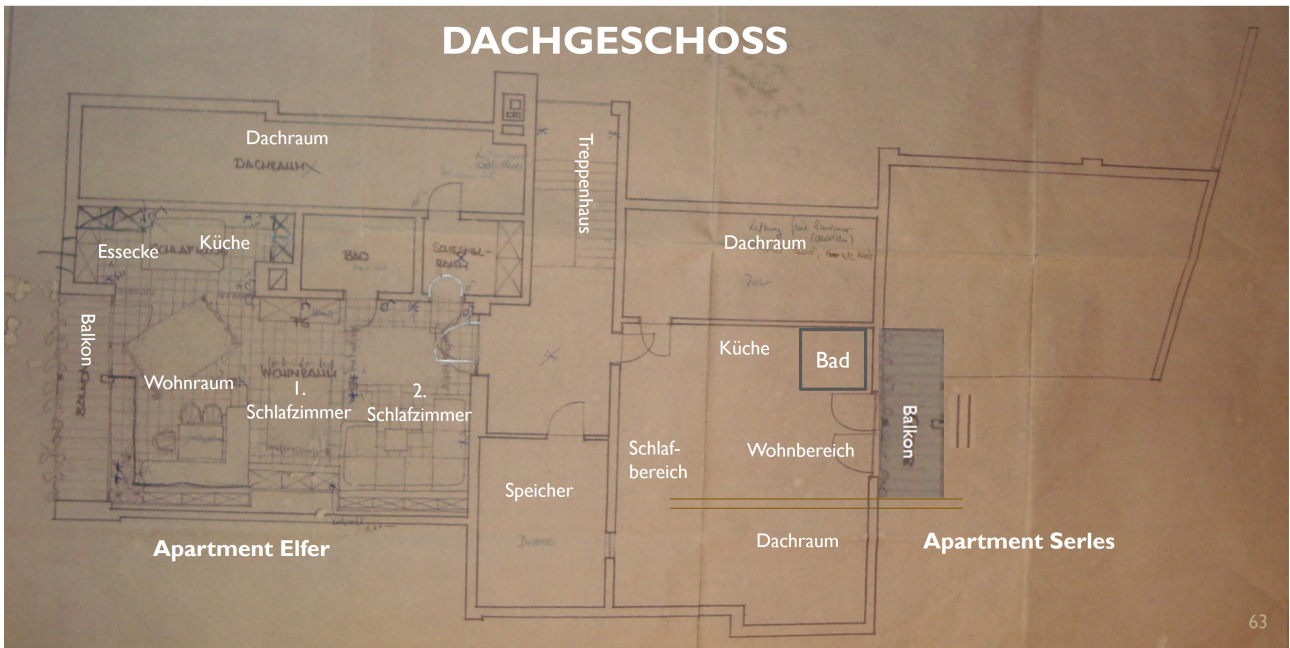 DACHGESCHOSS
Dachraum
DACHRAUM
Treppenhaus
Essecke
Küche
BAD
Dachraum
Balkon
Küche
Bad
Wohnraum
WOHNRAUM
1.
Schlafzimmer
2.
Schlafzimmer
Balkon
Schlaf-
bereich
Wohnbereich
Speicher
Dachraum
Apartment Elfer
Apartment Serles
63